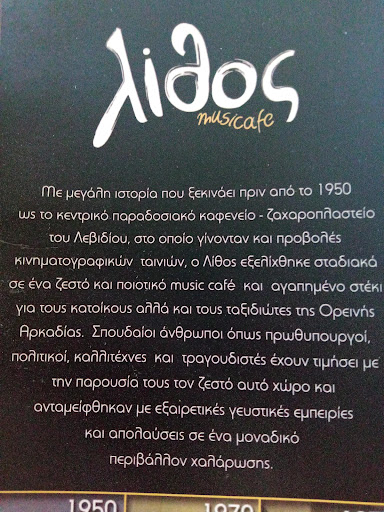 λίθος
musicafe
Με μεγάλη ιστορία που ξεκινάει πριν από το 1950
ως το κεντρικό παραδοσιακό καφενείο - ζαχαροπλαστείο
του Λεβιδίου, στο οποίο γίνονταν και προβολές
κινηματογραφικών ταινιών, ο Λίθος εξελίχθηκε σταδιακά
σε ένα ζεστό και ποιοτικό music café και αγαπημένο στέκι
για τους κατοίκους αλλά και τους ταξιδιώτες της Ορεινής
Αρκαδίας. Σπουδαίοι άνθρωποι όπως πρωθυπουργοί,
πολιτικοί, καλλιτέχνες και τραγουδιστές έχουν τιμήσει με
την παρουσία τους τον ζεστό αυτό χώρο και
ανταμείφθηκαν με εξαιρετικές γευστικές εμπειρίες
και απολαύσεις σε ένα μοναδικό
περιβάλλον χαλάρωσης.
1950 1970